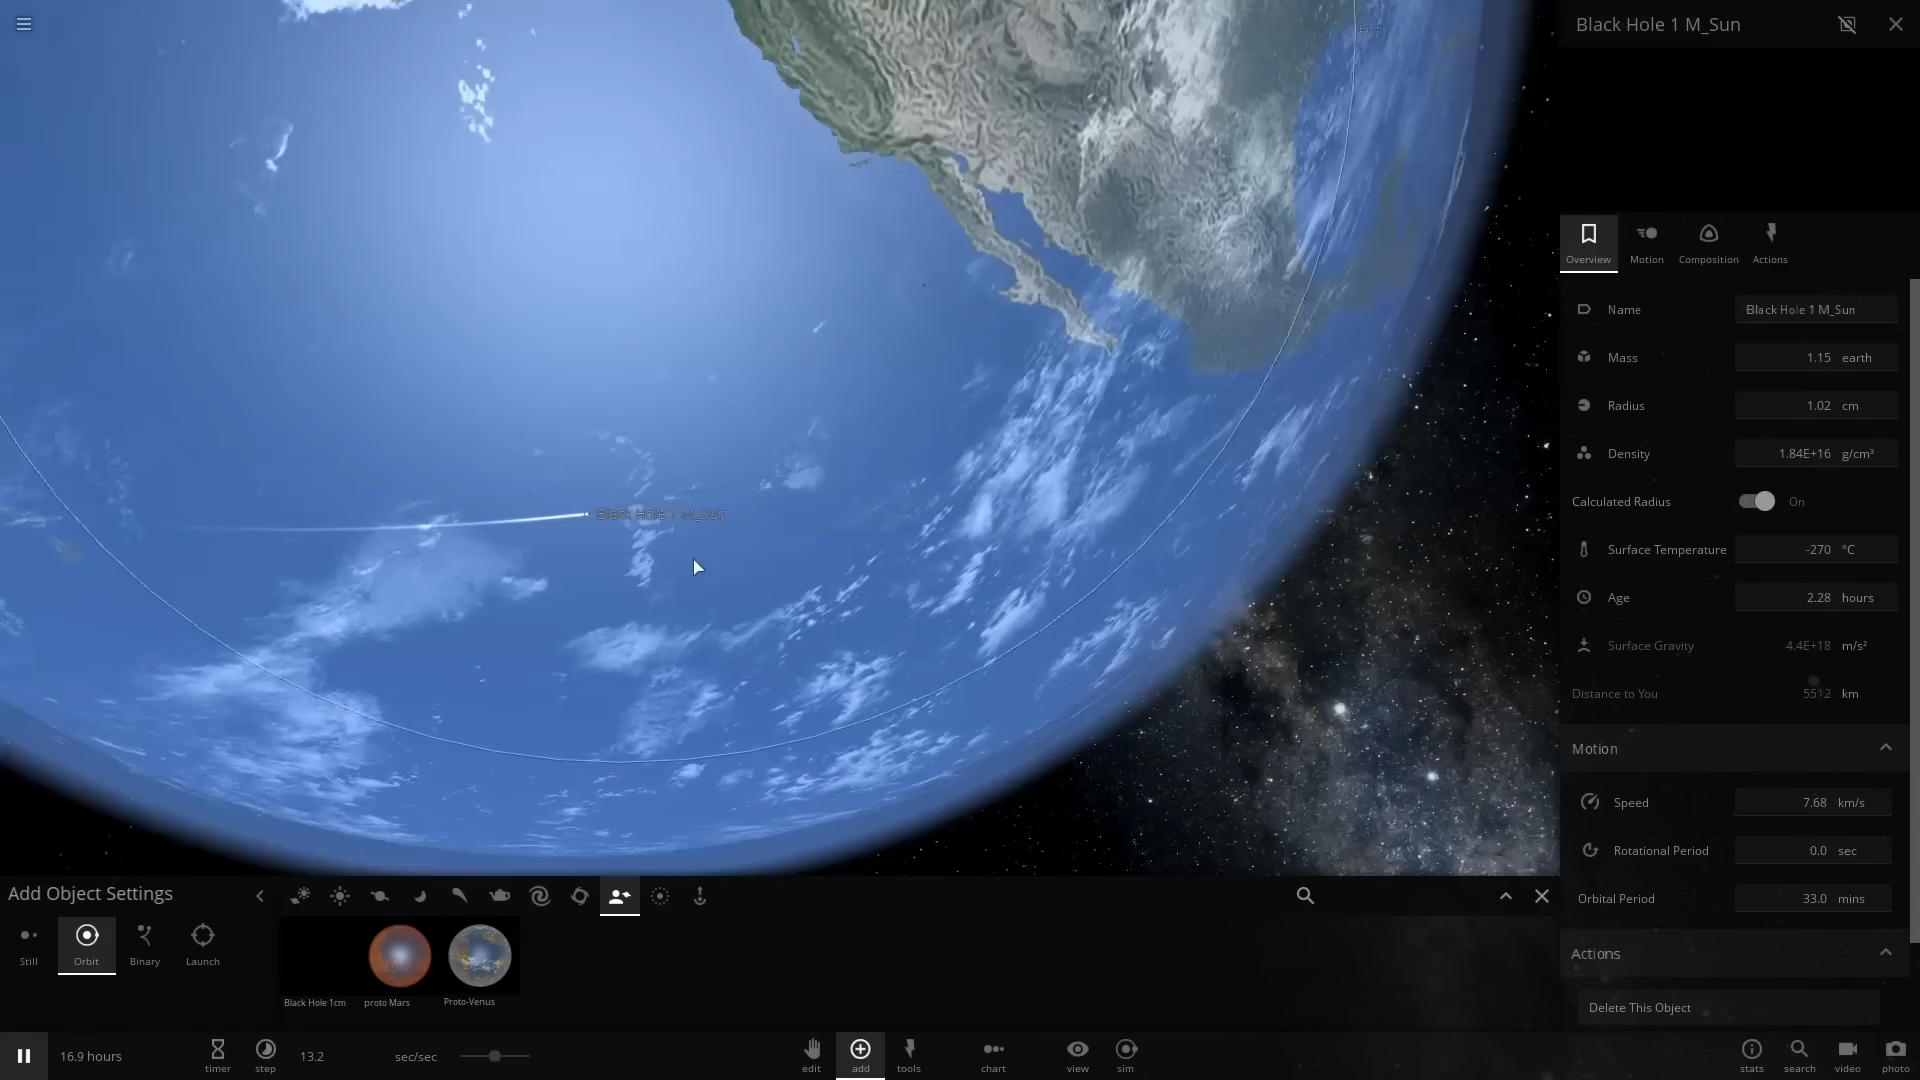 Black Hole 1 M_Sun
Earth
Overview
Motion
Composition
Actions
Name
Black Hole 1 M_Sun
Mass
1.15 earth
Radius
1.02 cm
Density
1.84E+16 g/cm³
Calculated Radius
On
Surface Temperature
-270 °C
Age
2.28 hours
Surface Gravity
4.4E+18 m/s²
Distance to You
5512 km
Motion
Speed
7.68 km/s
Rotational Period
0.0 sec
Orbital Period
33.0 mins
Actions
Delete This Object
Black Hole 1 M_Sun
Add Object Settings
Still
Orbit
Binary
Launch
Black Hole 1cm
proto Mars
Proto-Venus
16.9 hours
timer
step
13.2
sec/sec
edit
add
tools
chart
view
sim
stats
search
video
photo